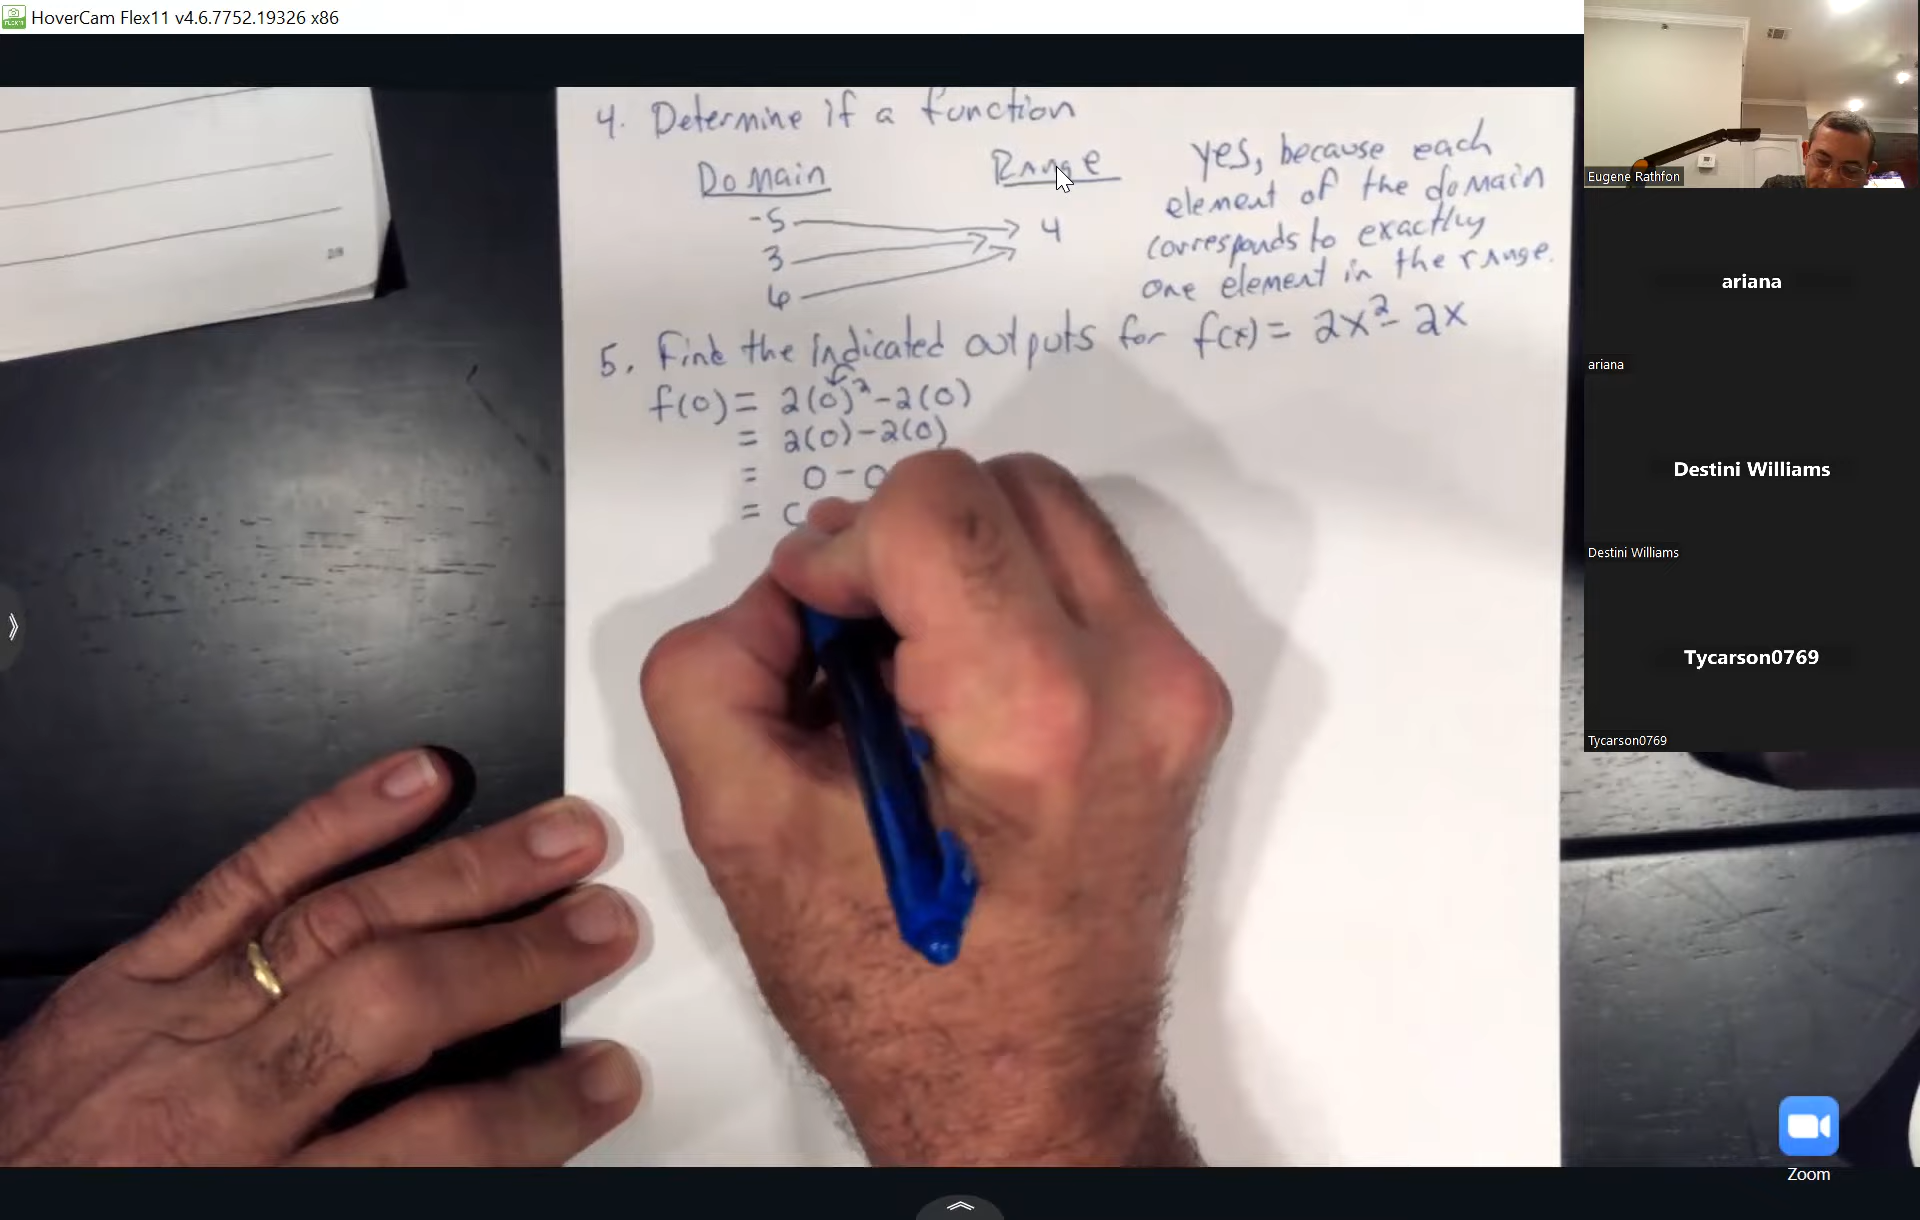 HoverCam Flex11 v4.6.7752.19326 x86
4. Determine if a function
Domain Range
-5
3
6
4
yes, because each
element of the domain
corresponds to exactly
one element in the range.
5. Find the indicated outputs for f(x) = 2x² - 2x
f(0) = 2(0)² - 2(0)
= 2(0) - 2(0)
= 0 - 0
=
Eugene Rathfon
ariana
ariana
Destini Williams
Destini Williams
Tycarson0769
Tycarson0769
Zoom